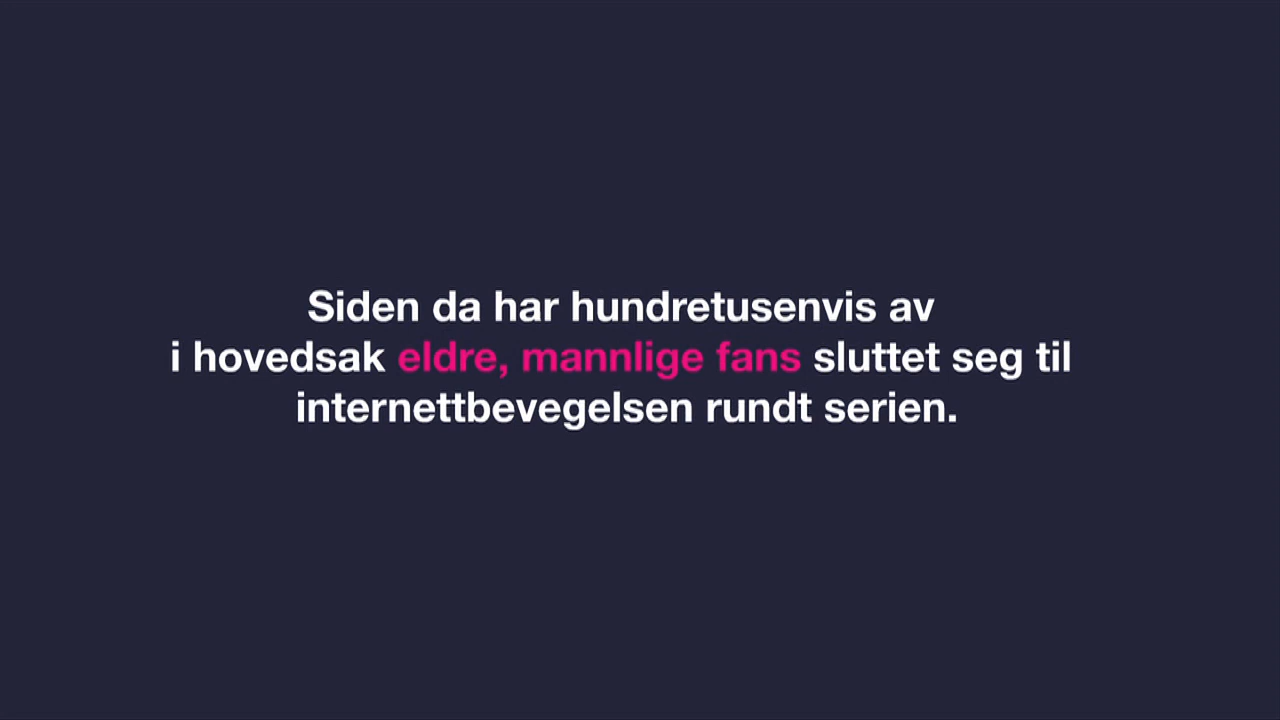 Siden da har hundretusenvis av
i hovedsak eldre, mannlige fans sluttet seg til
internettbevegelsen rundt serien.